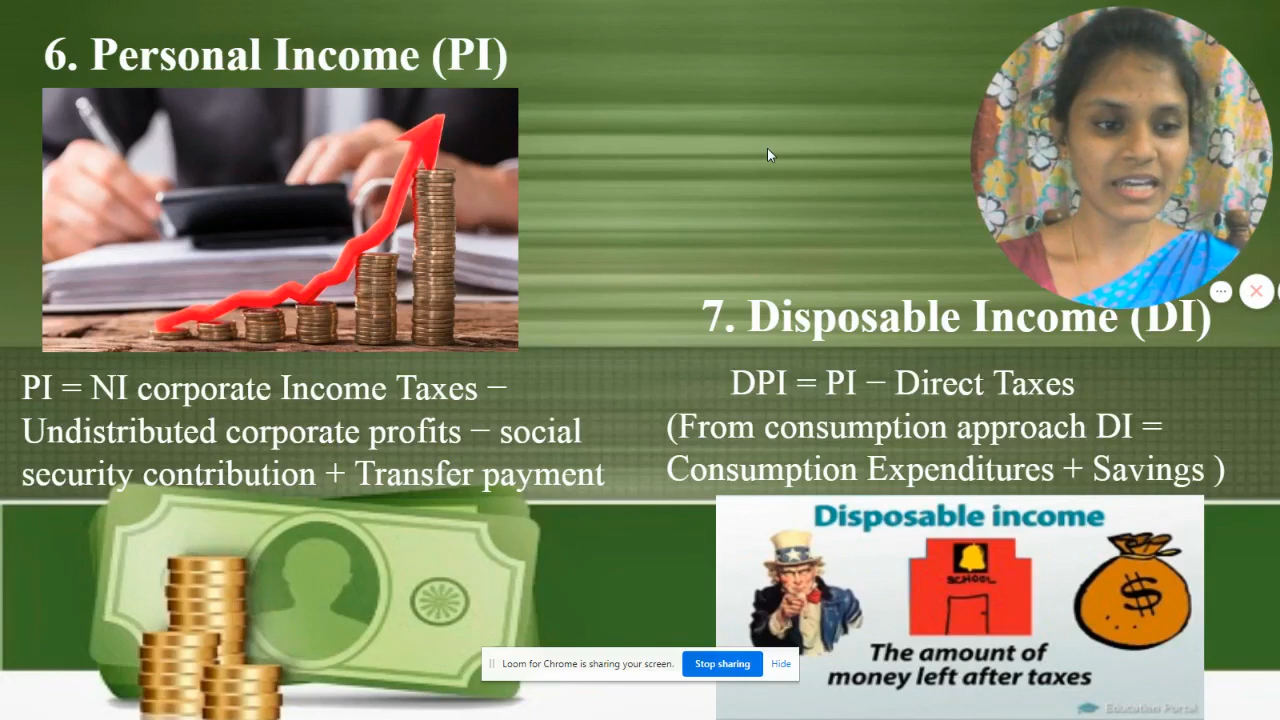 6. Personal Income (PI)
PI = NI corporate Income Taxes −
Undistributed corporate profits − social
security contribution + Transfer payment
7. Disposable Income (DI)
DPI = PI − Direct Taxes
(From consumption approach DI =
Consumption Expenditures + Savings )
Disposable income
SCHOOL
$
The amount of
money left after taxes
Education Portal
Loom for Chrome is sharing your screen. Stop sharing Hide